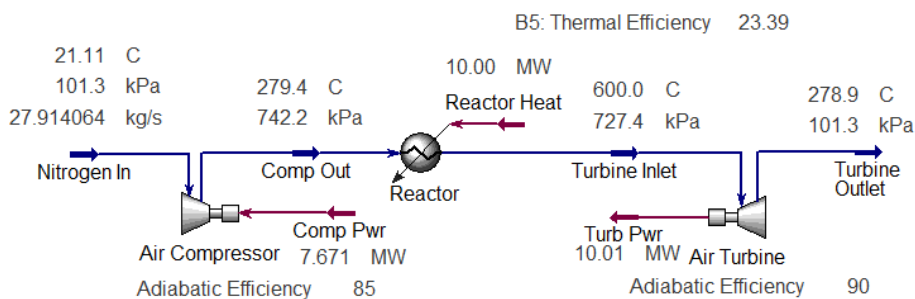 B5: Thermal Efficiency 23.39
21.11 C
101.3 kPa
27.914064 kg/s
279.4 C
742.2 kPa
10.00 MW
Reactor Heat
600.0 C
727.4 kPa
278.9 C
101.3 kPa
Nitrogen In
Comp Out
Reactor
Turbine Inlet
Turbine
Outlet
Comp Pwr
7.671 MW
Air Compressor
Adiabatic Efficiency 85
Turb Pwr
10.01 MW
Air Turbine
Adiabatic Efficiency 90